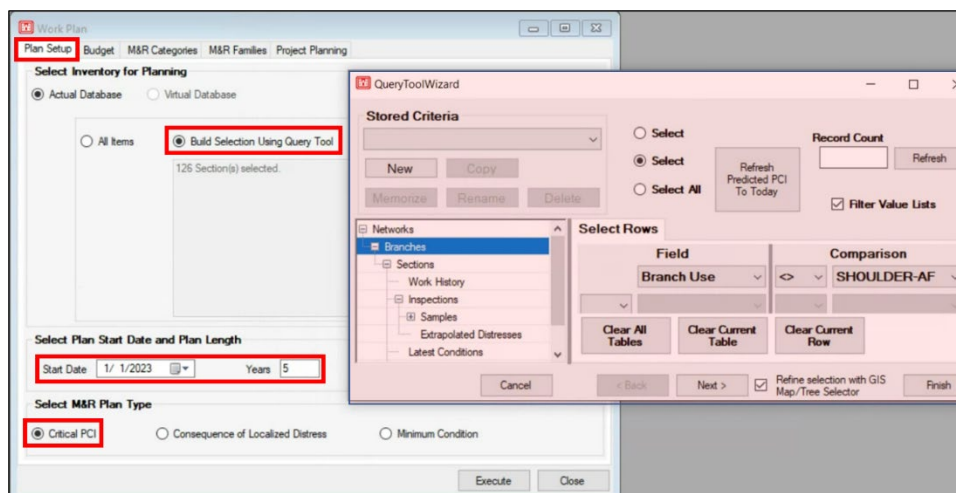 Work Plan
Plan Setup Budget M&R Categories M&R Families Project Planning
Select Inventory for Planning
Actual Database Virtual Database
All Items Build Selection Using Query Tool
126 Section(s) selected.
Select Plan Start Date and Plan Length
Start Date 1/ 1/2023 Years 5
Select M&R Plan Type
Critical PCI Consequence of Localized Distress Minimum Condition
Execute Close
QueryToolWizard
Stored Criteria
New Copy
Memorize Rename Delete
Select
Select
Select All
Refresh
Predicted PCI
To Today
Record Count
Refresh
Filter Value Lists
Networks
Branches
Sections
Work History
Inspections
Samples
Extrapolated Distresses
Latest Conditions
Select Rows
Field Comparison
Branch Use <> SHOULDER-AF
Clear All
Tables
Clear Current
Table
Clear Current
Row
Cancel < Back Next > Refine selection with GIS
Map/Tree Selector
Finish